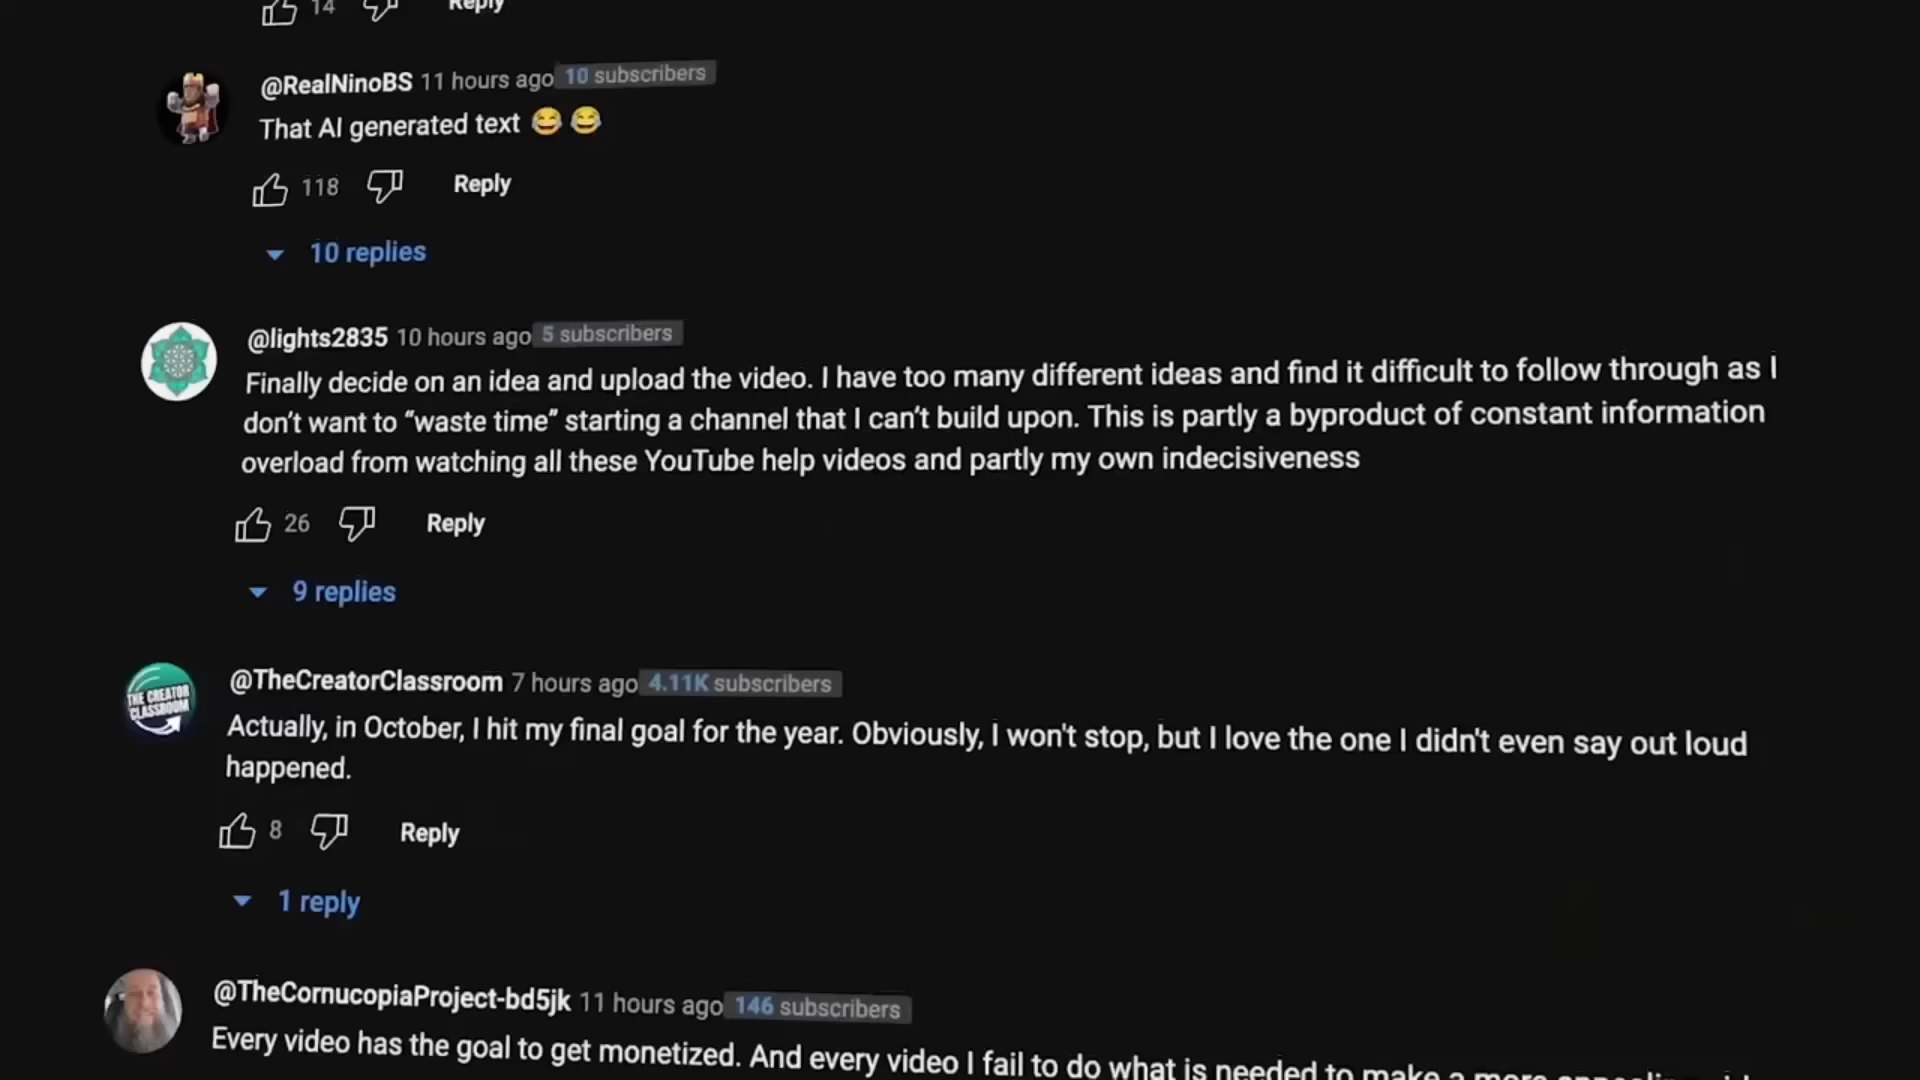 14 Reply
@RealNinoBS 11 hours ago 10 subscribers
That AI generated text 😂 😂
118 Reply
10 replies
@lights2835 10 hours ago 5 subscribers
Finally decide on an idea and upload the video. I have too many different ideas and find it difficult to follow through as I
don’t want to “waste time” starting a channel that I can’t build upon. This is partly a byproduct of constant information
overload from watching all these YouTube help videos and partly my own indecisiveness
26 Reply
9 replies
THE CREATOR
CLASSROOM
@TheCreatorClassroom 7 hours ago 4.11K subscribers
Actually, in October, I hit my final goal for the year. Obviously, I won't stop, but I love the one I didn't even say out loud
happened.
8 Reply
1 reply
@TheCornucopiaProject-bd5jk 11 hours ago 146 subscribers
Every video has the goal to get monetized. And every video I fail to do what is needed to make a more